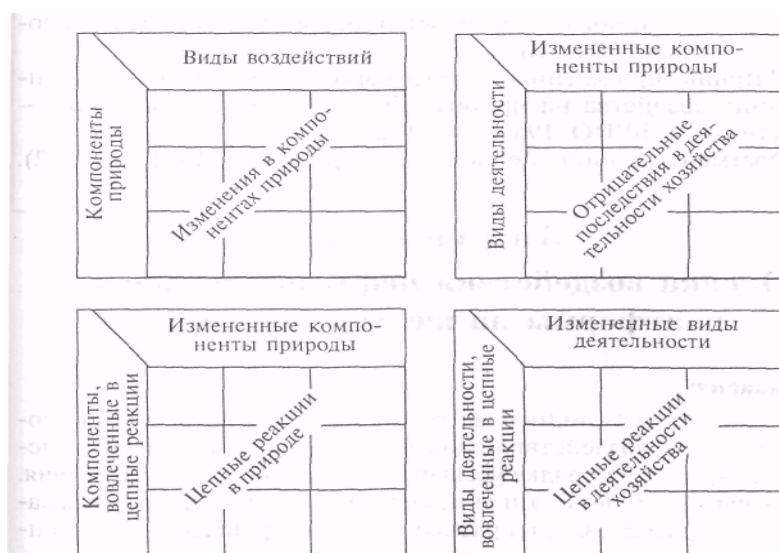 Виды воздействий
Компоненты
природы
Изменения в компо-
нентах природы
Измененные компо-
ненты природы
Виды деятельности
Отрицательные
последствия в дея-
тельности хозяйства
Измененные компо-
ненты природы
Компоненты,
вовлеченные в
цепные реакции
Цепные реакции
в природе
Измененные виды
деятельности
Виды деятельности,
вовлеченные в цепные
реакции
Цепные реакции
в деятельности
хозяйства